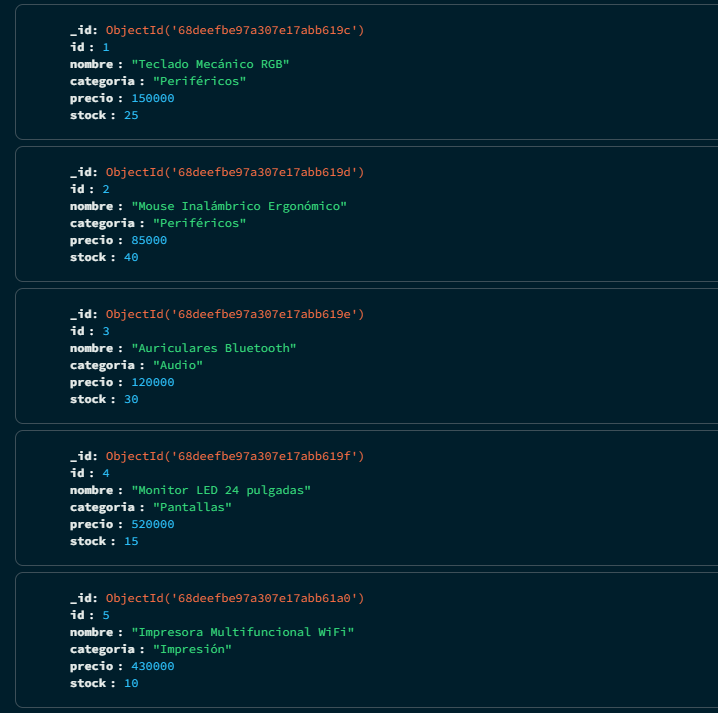 _id: ObjectId('68deefbe97a307e17abb619c')
id : 1
nombre : "Teclado Mecánico RGB"
categoria : "Periféricos"
precio : 150000
stock : 25
_id: ObjectId('68deefbe97a307e17abb619d')
id : 2
nombre : "Mouse Inalámbrico Ergonómico"
categoria : "Periféricos"
precio : 85000
stock : 40
_id: ObjectId('68deefbe97a307e17abb619e')
id : 3
nombre : "Auriculares Bluetooth"
categoria : "Audio"
precio : 120000
stock : 30
_id: ObjectId('68deefbe97a307e17abb619f')
id : 4
nombre : "Monitor LED 24 pulgadas"
categoria : "Pantallas"
precio : 520000
stock : 15
_id: ObjectId('68deefbe97a307e17abb61a0')
id : 5
nombre : "Impresora Multifuncional WiFi"
categoria : "Impresión"
precio : 430000
stock : 10